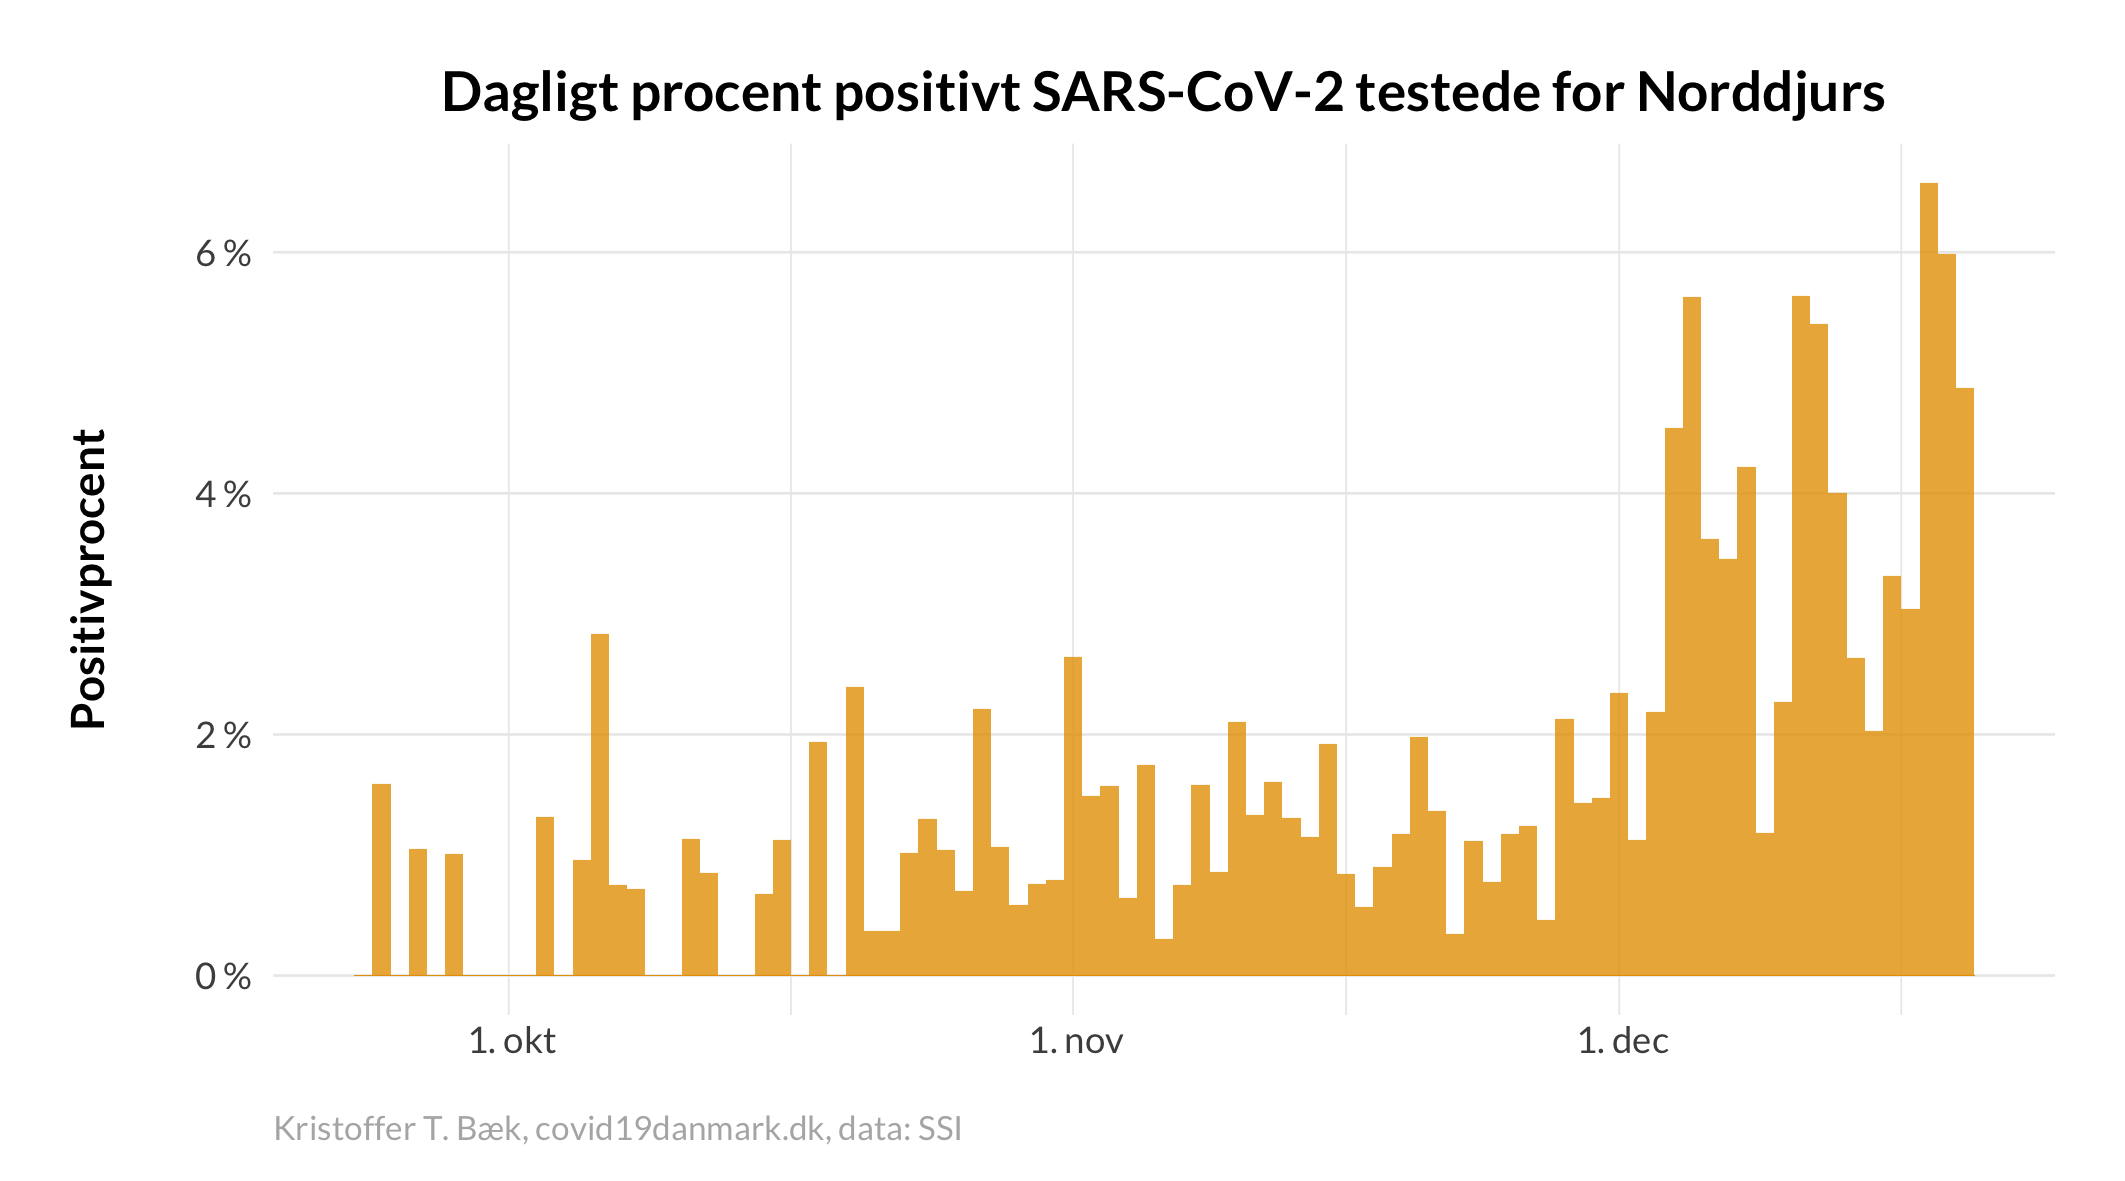 Dagligt procent positivt SARS-CoV-2 testede for Norddjurs
Positivprocent
6 %
4 %
2 %
0 %
1. okt
1. nov
1. dec
Kristoffer T. Bæk, covid19danmark.dk, data: SSI